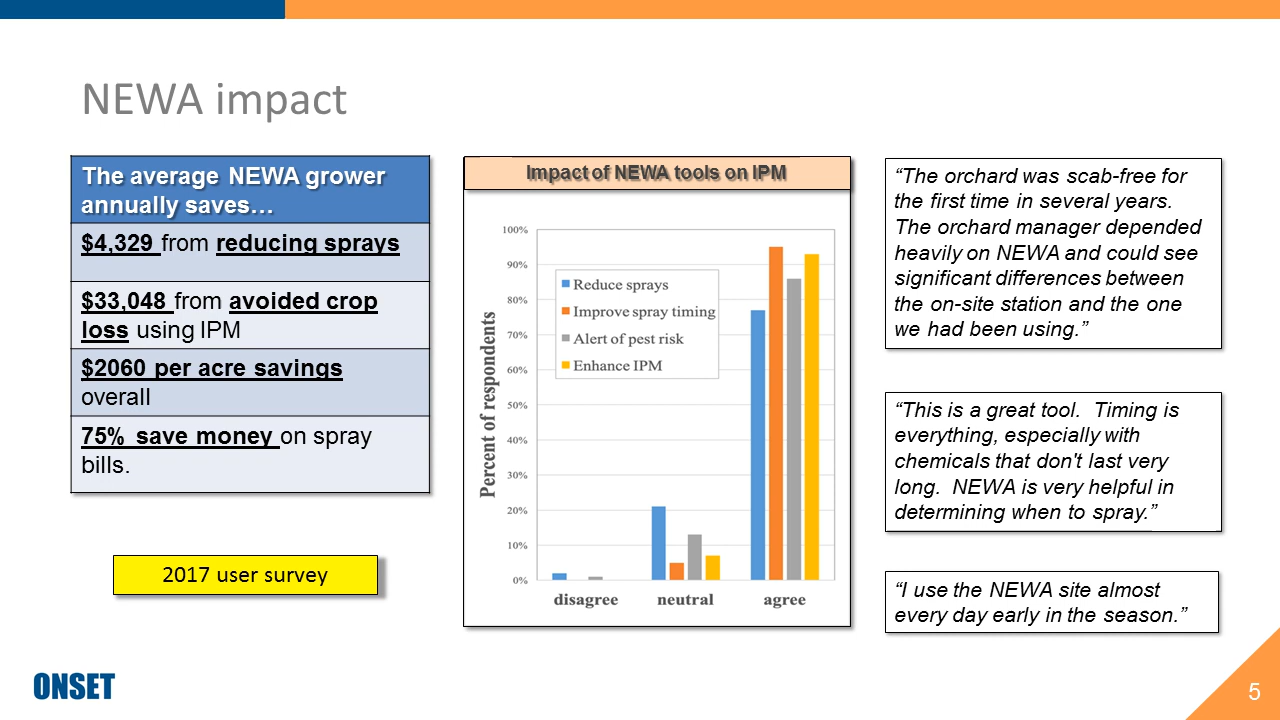 NEWA impact
The average NEWA grower
annually saves…
$4,329 from reducing sprays
$33,048 from avoided crop
loss using IPM
$2060 per acre savings
overall
75% save money on spray
bills.
2017 user survey
Impact of NEWA tools on IPM
100%
90%
80%
70%
60%
50%
40%
30%
20%
10%
0%
Percent of respondents
Reduce sprays
Improve spray timing
Alert of pest risk
Enhance IPM
disagree neutral agree
“The orchard was scab-free for
the first time in several years.
The orchard manager depended
heavily on NEWA and could see
significant differences between
the on-site station and the one
we had been using.”
“This is a great tool. Timing is
everything, especially with
chemicals that don't last very
long. NEWA is very helpful in
determining when to spray.”
“I use the NEWA site almost
every day early in the season.”
ONSET
5